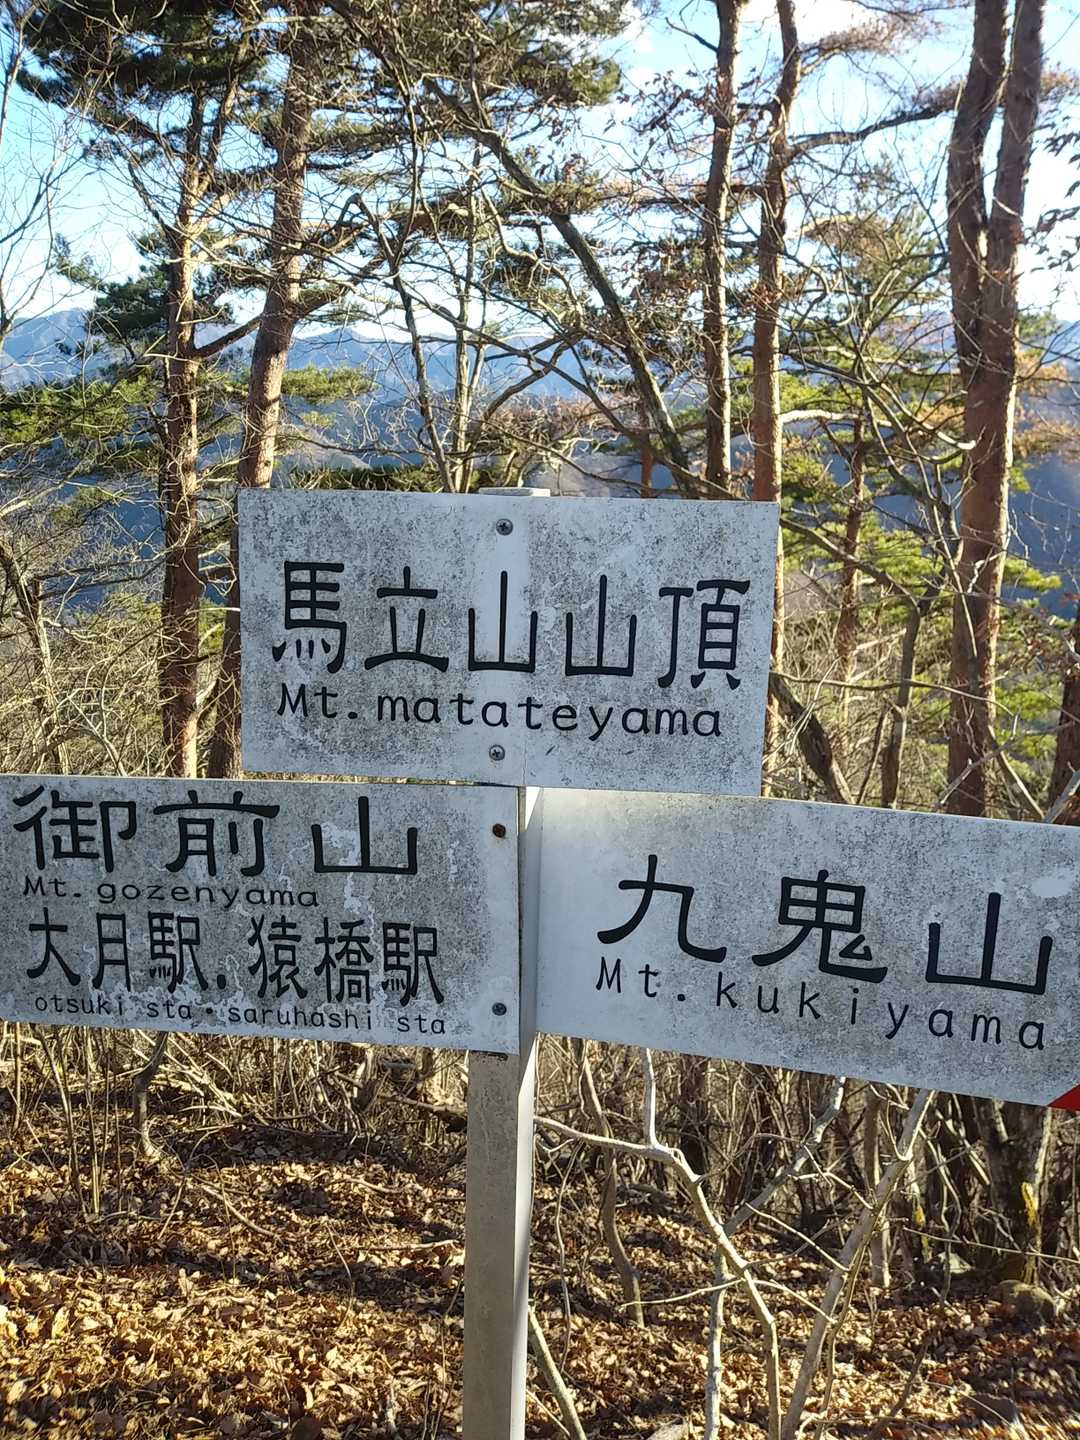 馬立山山頂
Mt.matateyama
御前山
Mt.gozenyama
大月駅.猿橋駅
otsuki sta・saruhashi sta
九鬼山
Mt.kukiyama